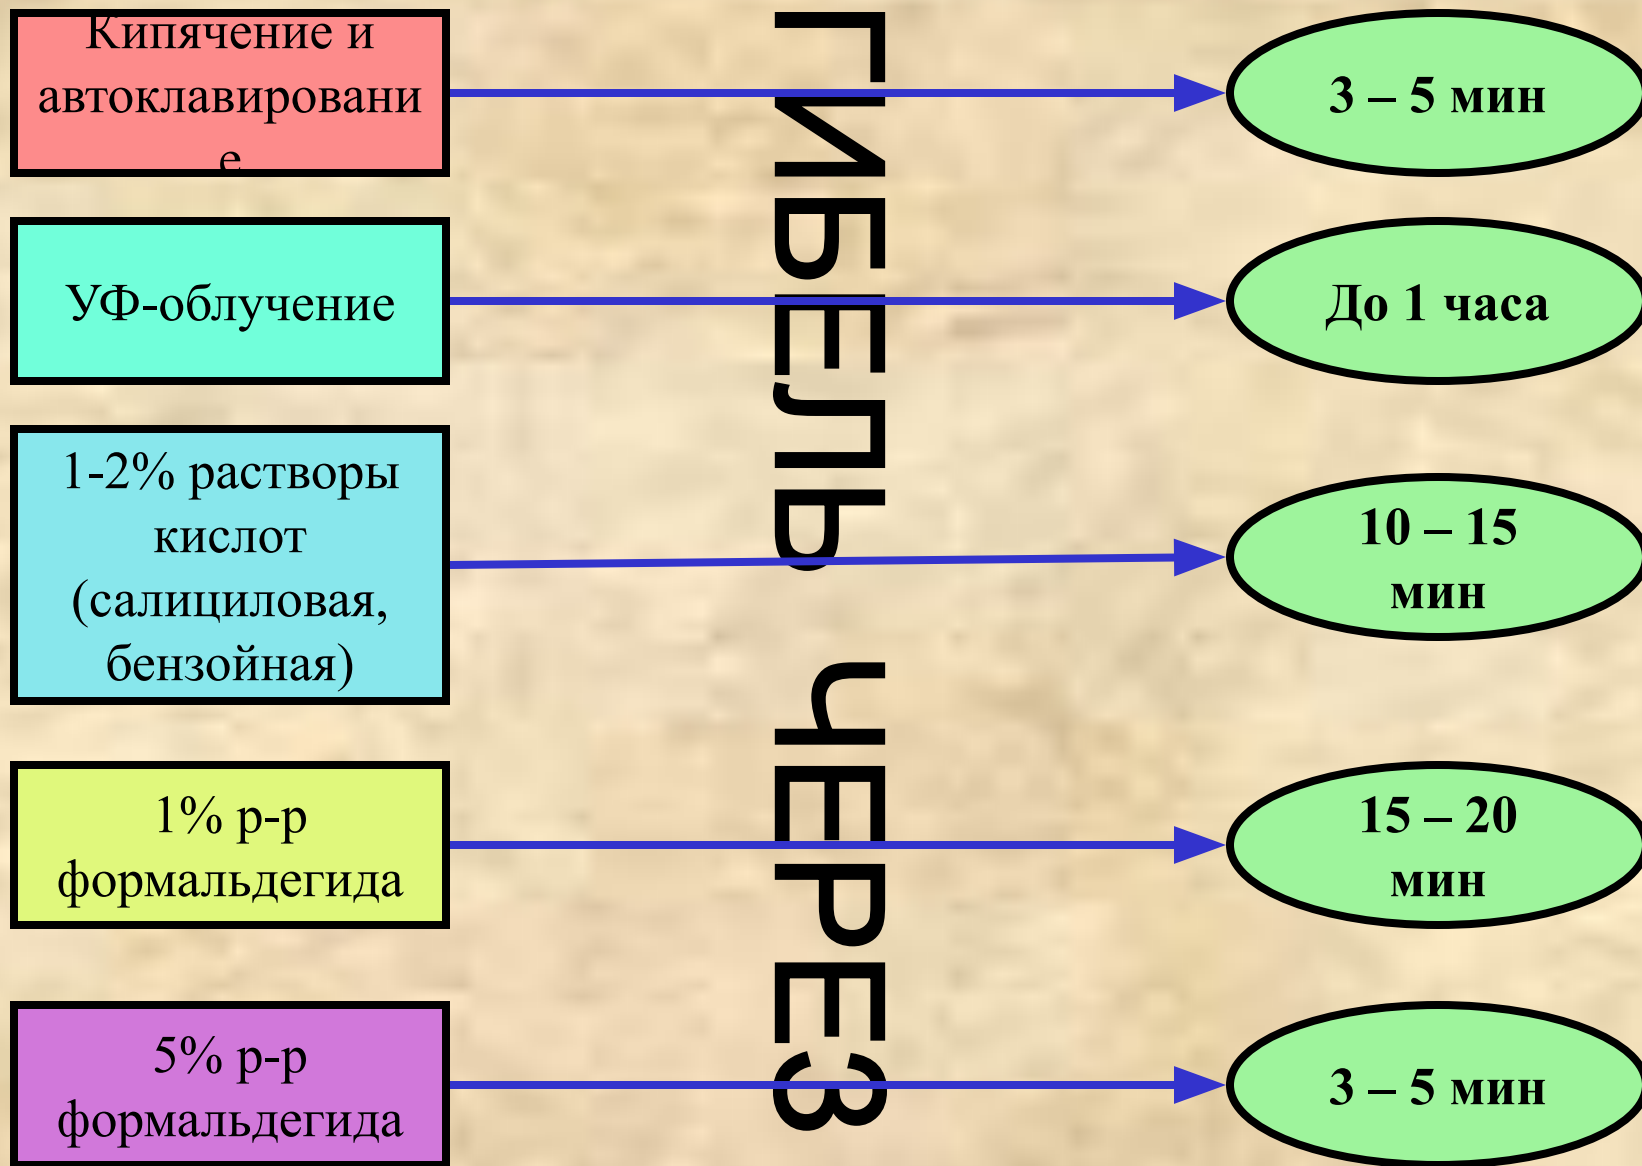 Кипячение и
автоклавировани
е
3 – 5 мин
УФ-облучение
До 1 часа
1-2% растворы
кислот
(салициловая,
бензойная)
10 – 15
мин
1% р-р
формальдегида
15 – 20
мин
5% р-р
формальдегида
3 – 5 мин
ГИБЕЛЬ ЧЕРЕЗ